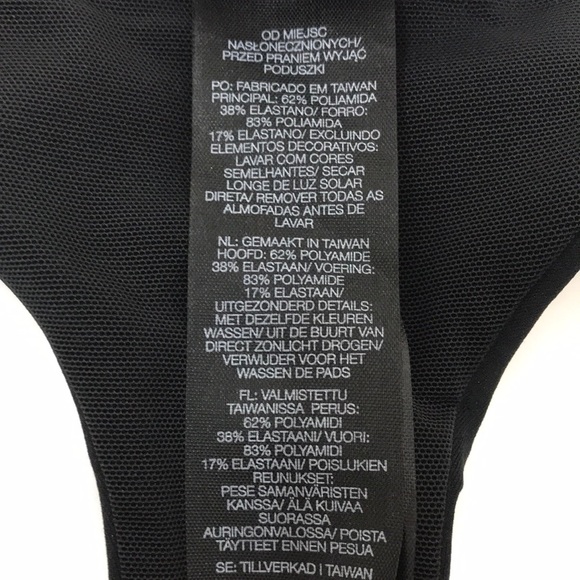 OD MIEJSC
NASŁONECZNIONYCH/
PRZED PRANIEM WYJĄĆ
PODUSZKI
PO: FABRICADO EM TAIWAN
PRINCIPAL: 62% POLIAMIDA
38% ELASTANO/ FORRO:
83% POLIAMIDA
17% ELASTANO/ EXCLUINDO
ELEMENTOS DECORATIVOS:
LAVAR COM CORES
SEMELHANTES/ SECAR
LONGE DE LUZ SOLAR
DIRETA/ REMOVER TODAS AS
ALMOFADAS ANTES DE
LAVAR
NL: GEMAAKT IN TAIWAN
HOOFD: 62% POLYAMIDE
38% ELASTAAN/ VOERING:
83% POLYAMIDE
17% ELASTAAN/
UITGEZONDERD DETAILS:
MET DEZELFDE KLEUREN
WASSEN/ UIT DE BUURT VAN
DIRECT ZONLICHT DROGEN/
VERWIJDER VOOR HET
WASSEN DE PADS
FL: VALMISTETTU
TAIWANISSA PERUS:
62% POLYAMIDI
38% ELASTAANI/ VUORI:
83% POLYAMIDI
17% ELASTAANI/ POISLUKIEN
REUNUKSET:
PESE SAMANVÄRISTEN
KANSSA/ ÄLÄ KUIVAA
SUORASSA
AURINGONVALOSSA/ POISTA
TÄYTTEET ENNEN PESUA
SE: TILLVERKAD I TAIWAN